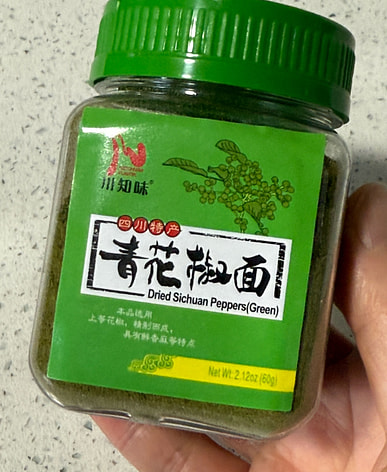 川知味®
四川特产
青花椒面
Dried Sichuan Peppers(Green)
本品选用
上等花椒，精制而成，
具有鲜香麻等特点
Net Wt: 2.12oz (60g)